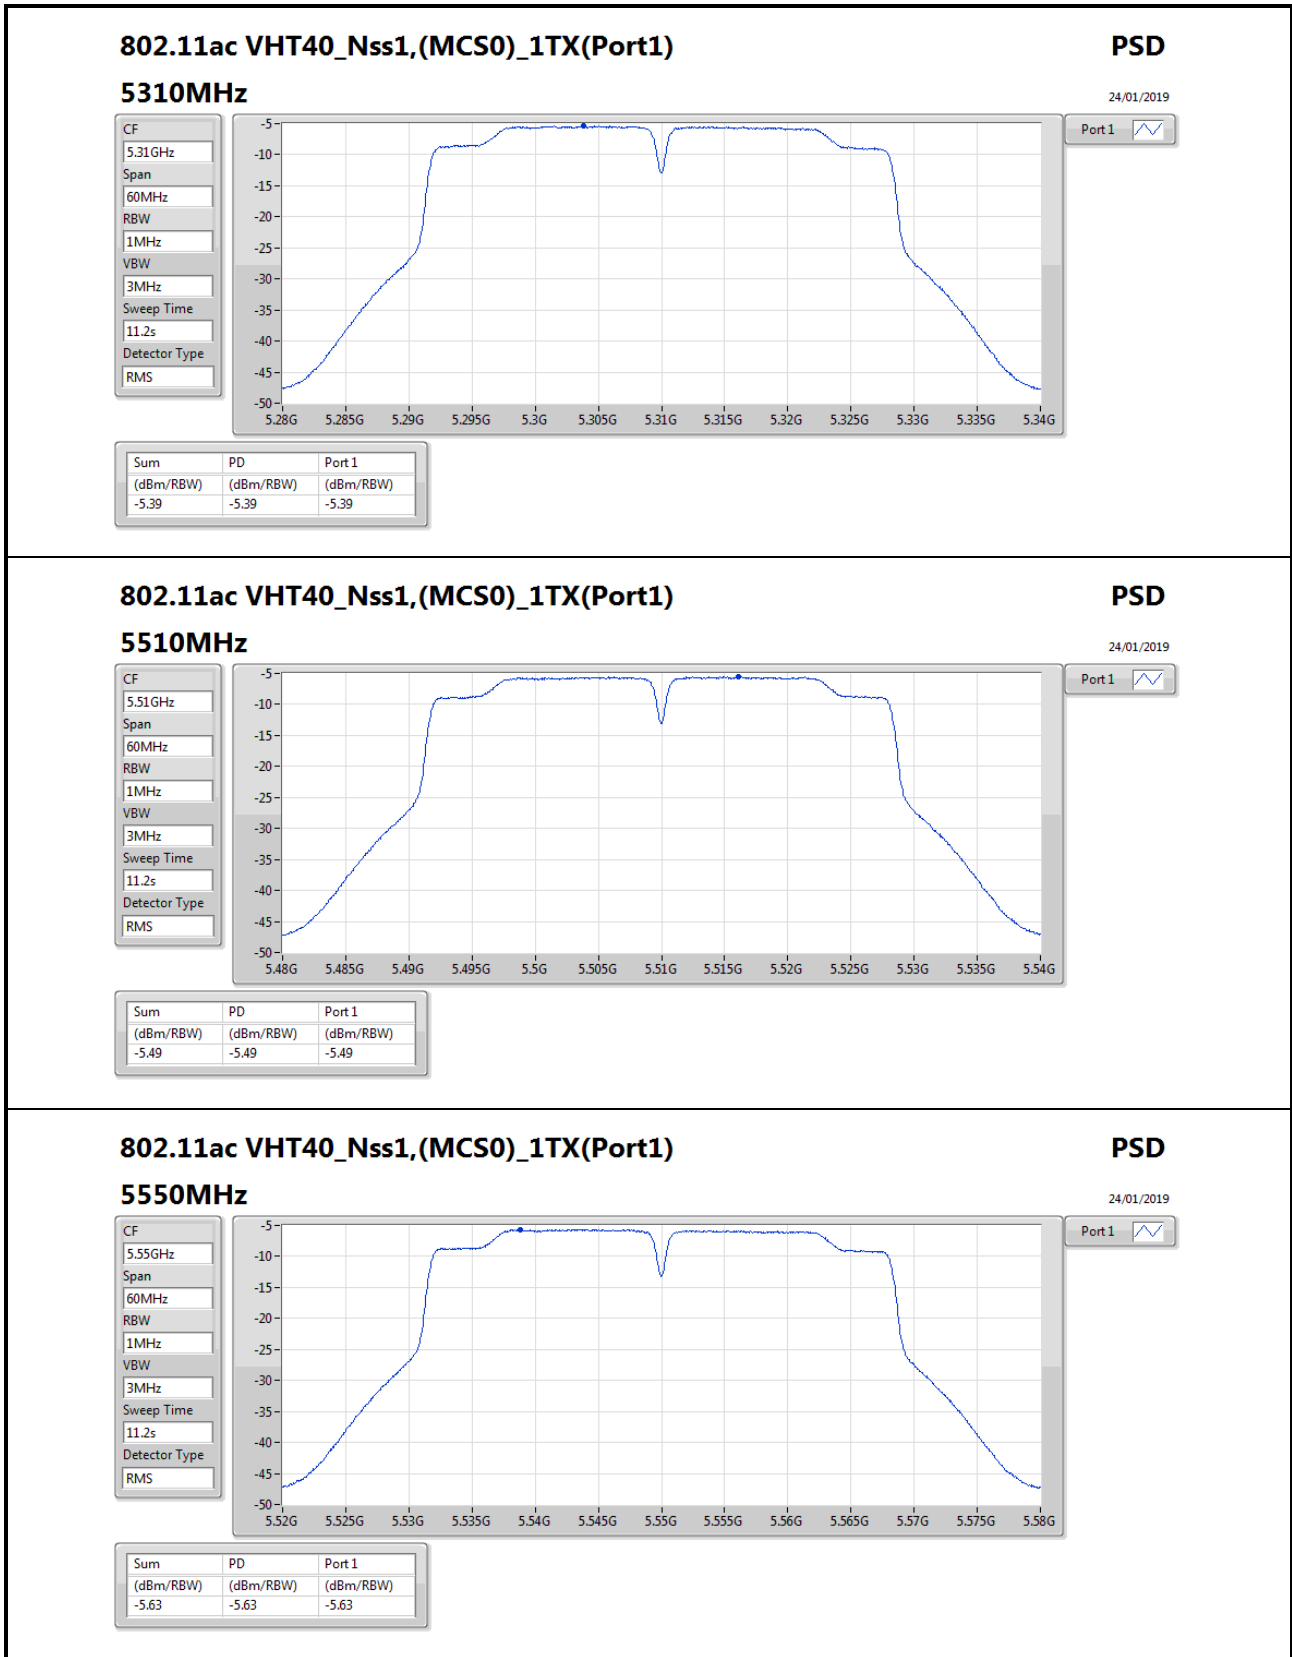 802.11ac VHT40_Nss1,(MCS0)_1TX(Port1) PSD
5310MHz 24/01/2019
CF
5.31GHz
Span
60MHz
RBW
1MHz
VBW
3MHz
Sweep Time
11.2s
Detector Type
RMS
-5
-10
-15
-20
-25
-30
-35
-40
-45
-50
5.28G 5.285G 5.29G 5.295G 5.3G 5.305G 5.31G 5.315G 5.32G 5.325G 5.33G 5.335G 5.34G
Port 1
Sum PD Port 1
(dBm/RBW) (dBm/RBW) (dBm/RBW)
-5.39 -5.39 -5.39
802.11ac VHT40_Nss1,(MCS0)_1TX(Port1) PSD
5510MHz 24/01/2019
CF
5.51GHz
Span
60MHz
RBW
1MHz
VBW
3MHz
Sweep Time
11.2s
Detector Type
RMS
-5
-10
-15
-20
-25
-30
-35
-40
-45
-50
5.48G 5.485G 5.49G 5.495G 5.5G 5.505G 5.51G 5.515G 5.52G 5.525G 5.53G 5.535G 5.54G
Port 1
Sum PD Port 1
(dBm/RBW) (dBm/RBW) (dBm/RBW)
-5.49 -5.49 -5.49
802.11ac VHT40_Nss1,(MCS0)_1TX(Port1) PSD
5550MHz 24/01/2019
CF
5.55GHz
Span
60MHz
RBW
1MHz
VBW
3MHz
Sweep Time
11.2s
Detector Type
RMS
-5
-10
-15
-20
-25
-30
-35
-40
-45
-50
5.52G 5.525G 5.53G 5.535G 5.54G 5.545G 5.55G 5.555G 5.56G 5.565G 5.57G 5.575G 5.58G
Port 1
Sum PD Port 1
(dBm/RBW) (dBm/RBW) (dBm/RBW)
-5.63 -5.63 -5.63